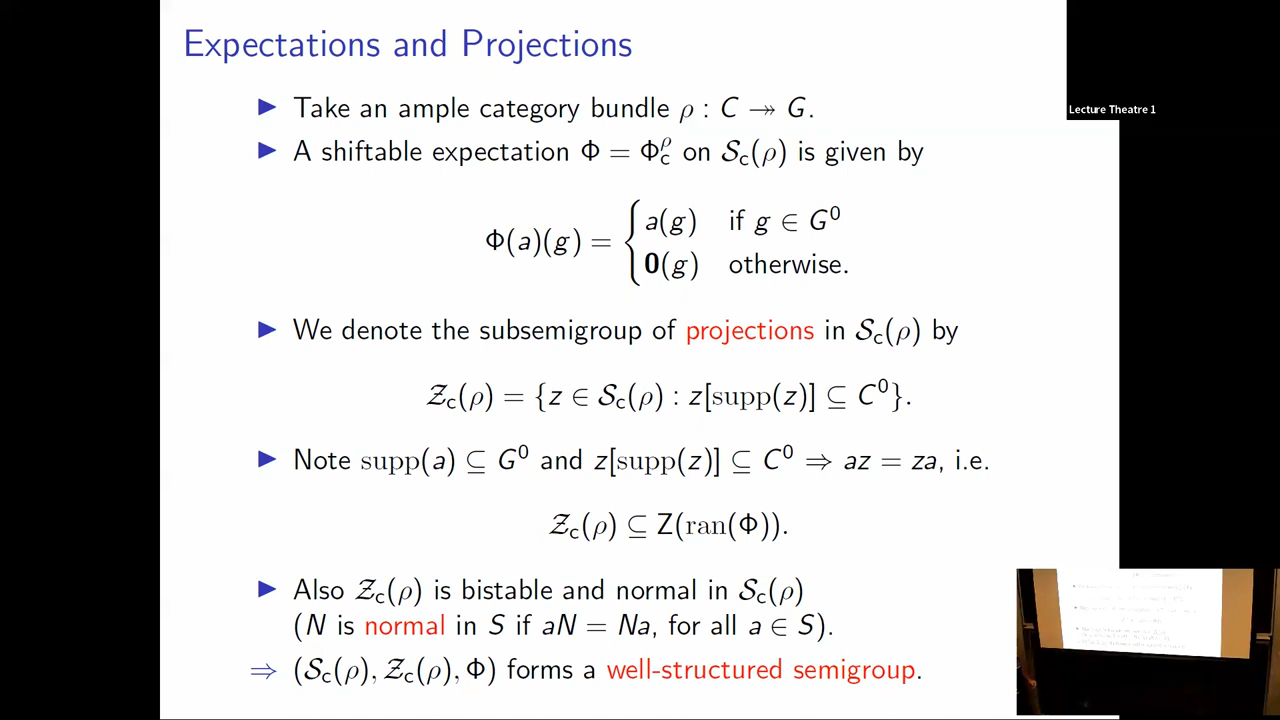 Expectations and Projections
▶ Take an ample category bundle ρ : C ↠ G.
▶ A shiftable expectation Φ = Φ_c^ρ on 𝒮_c(ρ) is given by
Φ(a)(g) = { a(g) if g ∈ G⁰
𝟎(g) otherwise.
▶ We denote the subsemigroup of projections in 𝒮_c(ρ) by
𝒵_c(ρ) = {z ∈ 𝒮_c(ρ) : z[supp(z)] ⊆ C⁰}.
▶ Note supp(a) ⊆ G⁰ and z[supp(z)] ⊆ C⁰ ⇒ az = za, i.e.
𝒵_c(ρ) ⊆ Z(ran(Φ)).
▶ Also 𝒵_c(ρ) is bistable and normal in 𝒮_c(ρ)
(N is normal in S if aN = Na, for all a ∈ S).
⇒ (𝒮_c(ρ), 𝒵_c(ρ), Φ) forms a well-structured semigroup.
Lecture Theatre 1